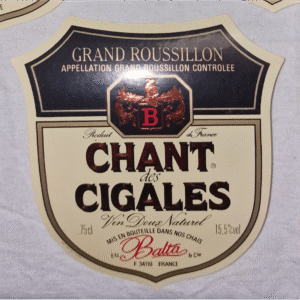 GRAND ROUSSILLON
APPELLATION GRAND ROUSSILLON CONTROLEE
B
Produit de France
CHANT
des
CIGALES
Vin Doux Naturel
MIS EN BOUTEILLE DANS NOS CHAIS
75cl 15,5%vol
Balta
& Cie
FRANCE